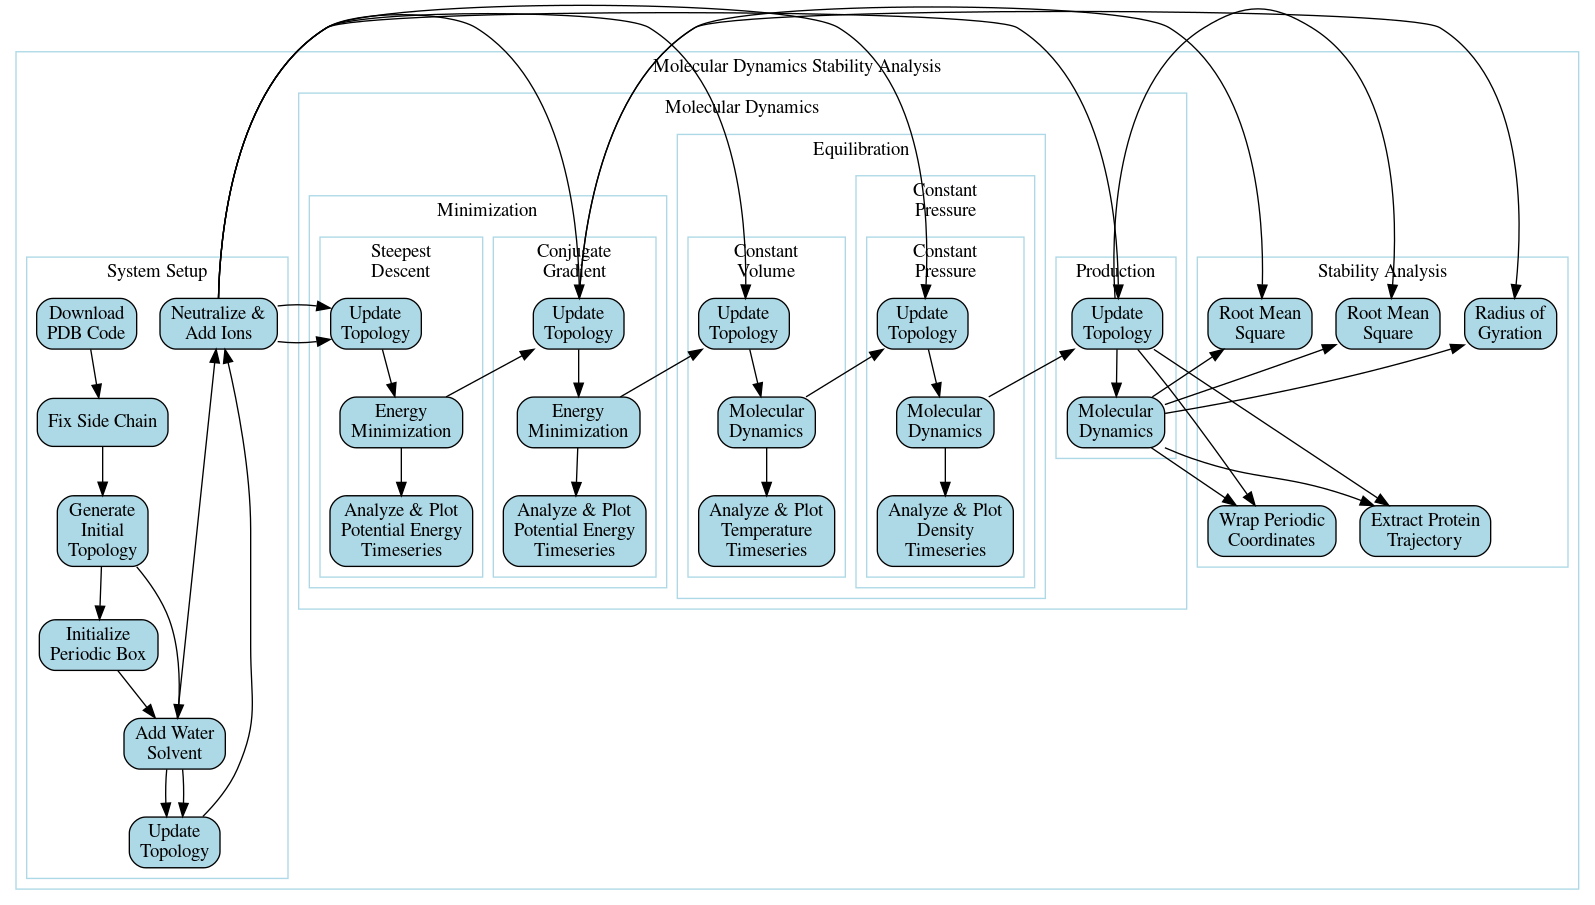 Molecular Dynamics Stability Analysis
Molecular Dynamics
Equilibration
Constant
Pressure
Minimization
Steepest
Descent
Conjugate
Gradient
Constant
Volume
Constant
Pressure
System Setup
Production
Stability Analysis
Download
PDB Code
Neutralize &
Add Ions
Update
Topology
Update
Topology
Update
Topology
Update
Topology
Update
Topology
Root Mean
Square
Root Mean
Square
Radius of
Gyration
Fix Side Chain
Energy
Minimization
Energy
Minimization
Molecular
Dynamics
Molecular
Dynamics
Molecular
Dynamics
Generate
Initial
Topology
Analyze & Plot
Potential Energy
Timeseries
Analyze & Plot
Potential Energy
Timeseries
Analyze & Plot
Temperature
Timeseries
Analyze & Plot
Density
Timeseries
Wrap Periodic
Coordinates
Extract Protein
Trajectory
Initialize
Periodic Box
Add Water
Solvent
Update
Topology